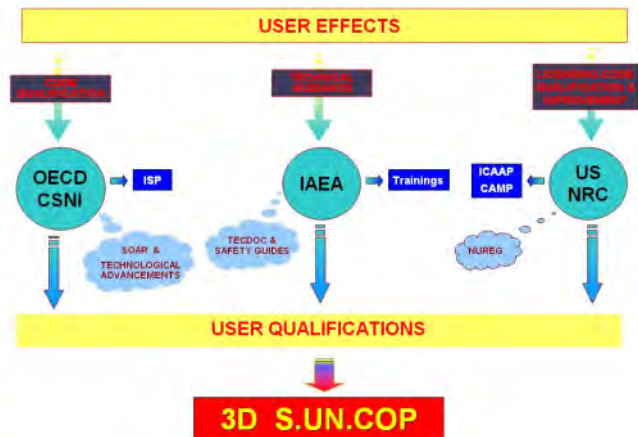 USER EFFECTS
CODE
QUALIFICATION
TECHNICAL
GUIDANCE
LICENSING,CODE
QUALIFICATION &
IMPROVEMENT
OECD
CSNI
ISP
IAEA
Trainings
ICAAP
CAMP
US
NRC
SOAR &
TECHNOLOGICAL
ADVANCEMENTS
TECDOC &
SAFETY GUIDES
NUREG
USER QUALIFICATIONS
3D S.UN.COP